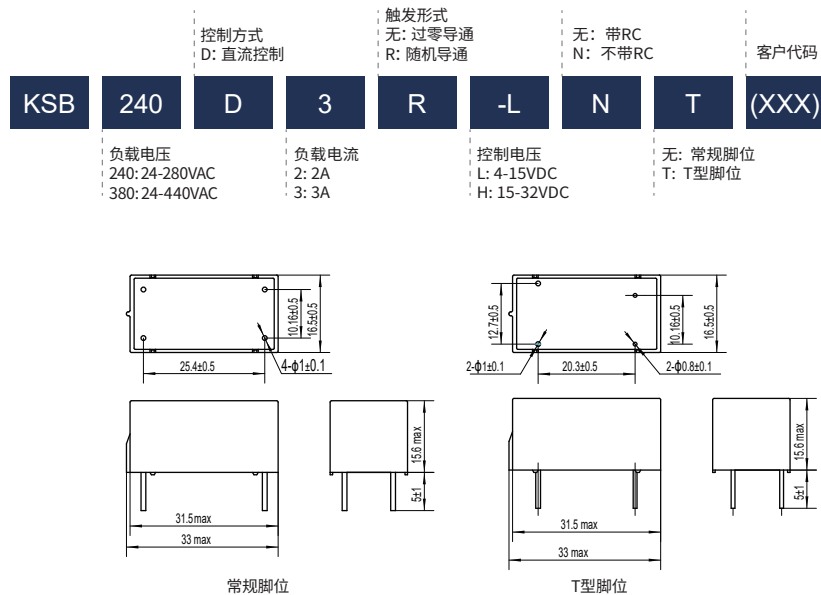 控制方式
D: 直流控制
触发形式
无: 过零导通
R: 随机导通
无: 带RC
N: 不带RC
客户代码
KSB 240 D 3 R -L N T (XXX)
负载电压
240: 24-280VAC
380: 24-440VAC
负载电流
2: 2A
3: 3A
控制电压
L: 4-15VDC
H: 15-32VDC
无: 常规脚位
T: T型脚位
10.16±0.5
16.5±0.5
25.4±0.5
4-ϕ1±0.1
12.7±0.5
10.16±0.5
16.5±0.5
2-ϕ1±0.1
20.3±0.5
2-ϕ0.8±0.1
15.6 max
5±1
31.5max
33 max
15.6 max
5±1
31.5 max
33 max
常规脚位
T型脚位